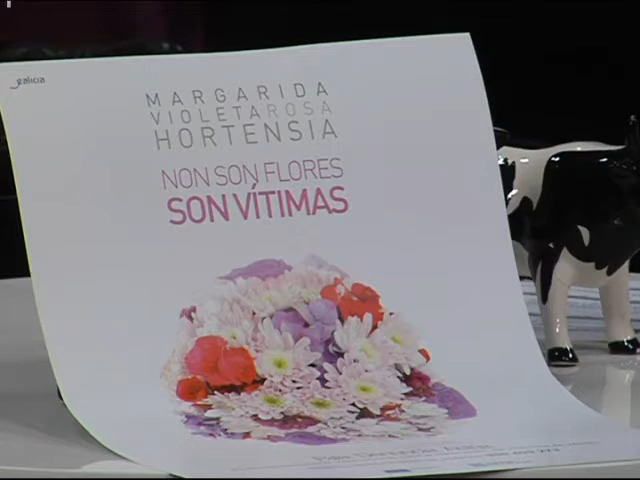 galicia
MARGARIDA
VIOLETAROSA
HORTENSIA
NON SON FLORES
SON VÍTIMAS